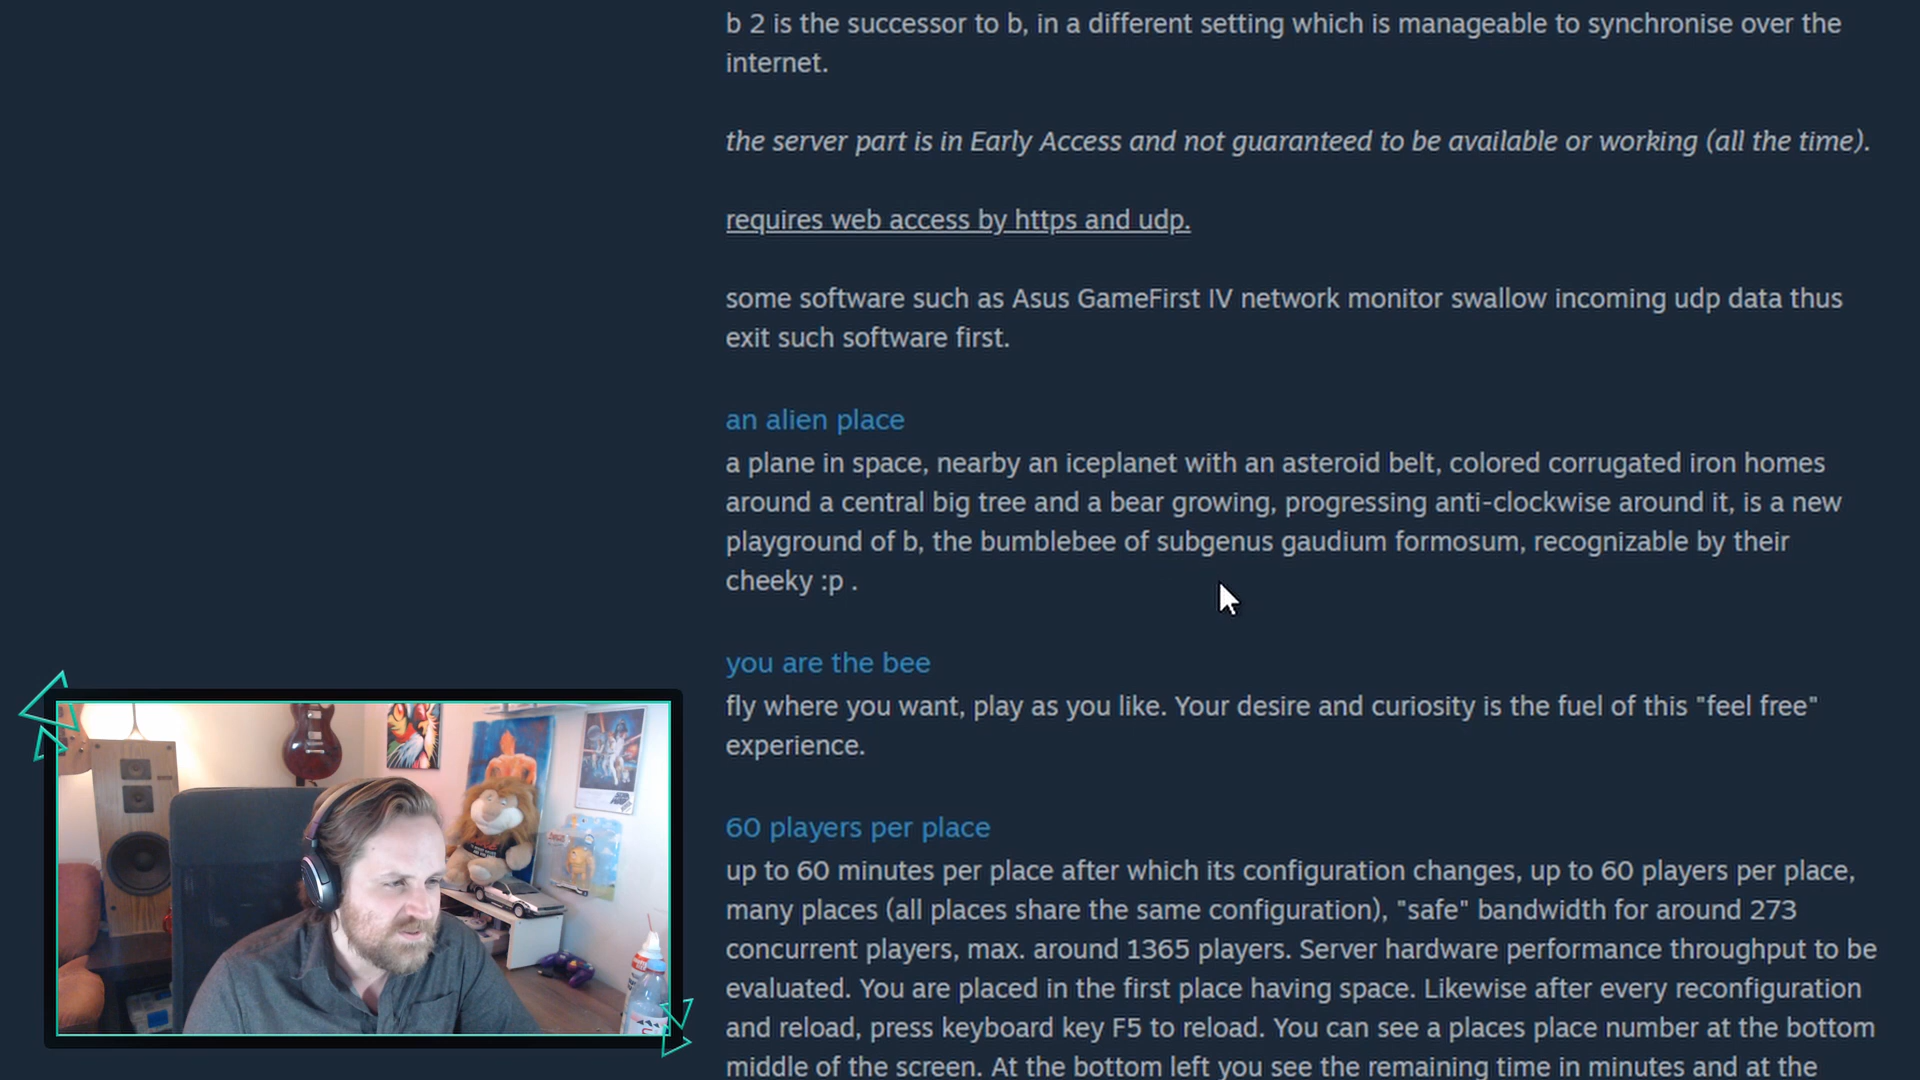 b 2 is the successor to b, in a different setting which is manageable to synchronise over the
internet.
the server part is in Early Access and not guaranteed to be available or working (all the time).
requires web access by https and udp.
some software such as Asus GameFirst IV network monitor swallow incoming udp data thus
exit such software first.
an alien place
a plane in space, nearby an iceplanet with an asteroid belt, colored corrugated iron homes
around a central big tree and a bear growing, progressing anti-clockwise around it, is a new
playground of b, the bumblebee of subgenus gaudium formosum, recognizable by their
cheeky :p .
you are the bee
fly where you want, play as you like. Your desire and curiosity is the fuel of this "feel free"
experience.
60 players per place
up to 60 minutes per place after which its configuration changes, up to 60 players per place,
many places (all places share the same configuration), "safe" bandwidth for around 273
concurrent players, max. around 1365 players. Server hardware performance throughput to be
evaluated. You are placed in the first place having space. Likewise after every reconfiguration
and reload, press keyboard key F5 to reload. You can see a places place number at the bottom
middle of the screen. At the bottom left you see the remaining time in minutes and at the